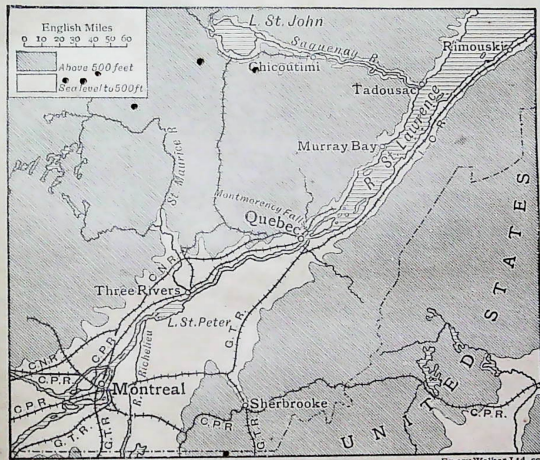 English Miles
0 10 20 30 40 50 60
Above 500 feet
Sea level to 500 ft
L. St. John
Saguenay R.
Chicoutimi
Rimouski
Tadousac
R. St. Lawrence
Murray Bay
St Maurice R
Montmorency Falls
Quebec
C.N.R.
Three Rivers
L. St. Peter
G.T.R.
C.P.R.
Richelieu R.
C.N.R.
C.P.R.
Montreal
C.P.R.
G.T.R.
G.T.R.
Sherbrooke
C.P.R.
G.T.R.
UNITED STATES
C.P.R.